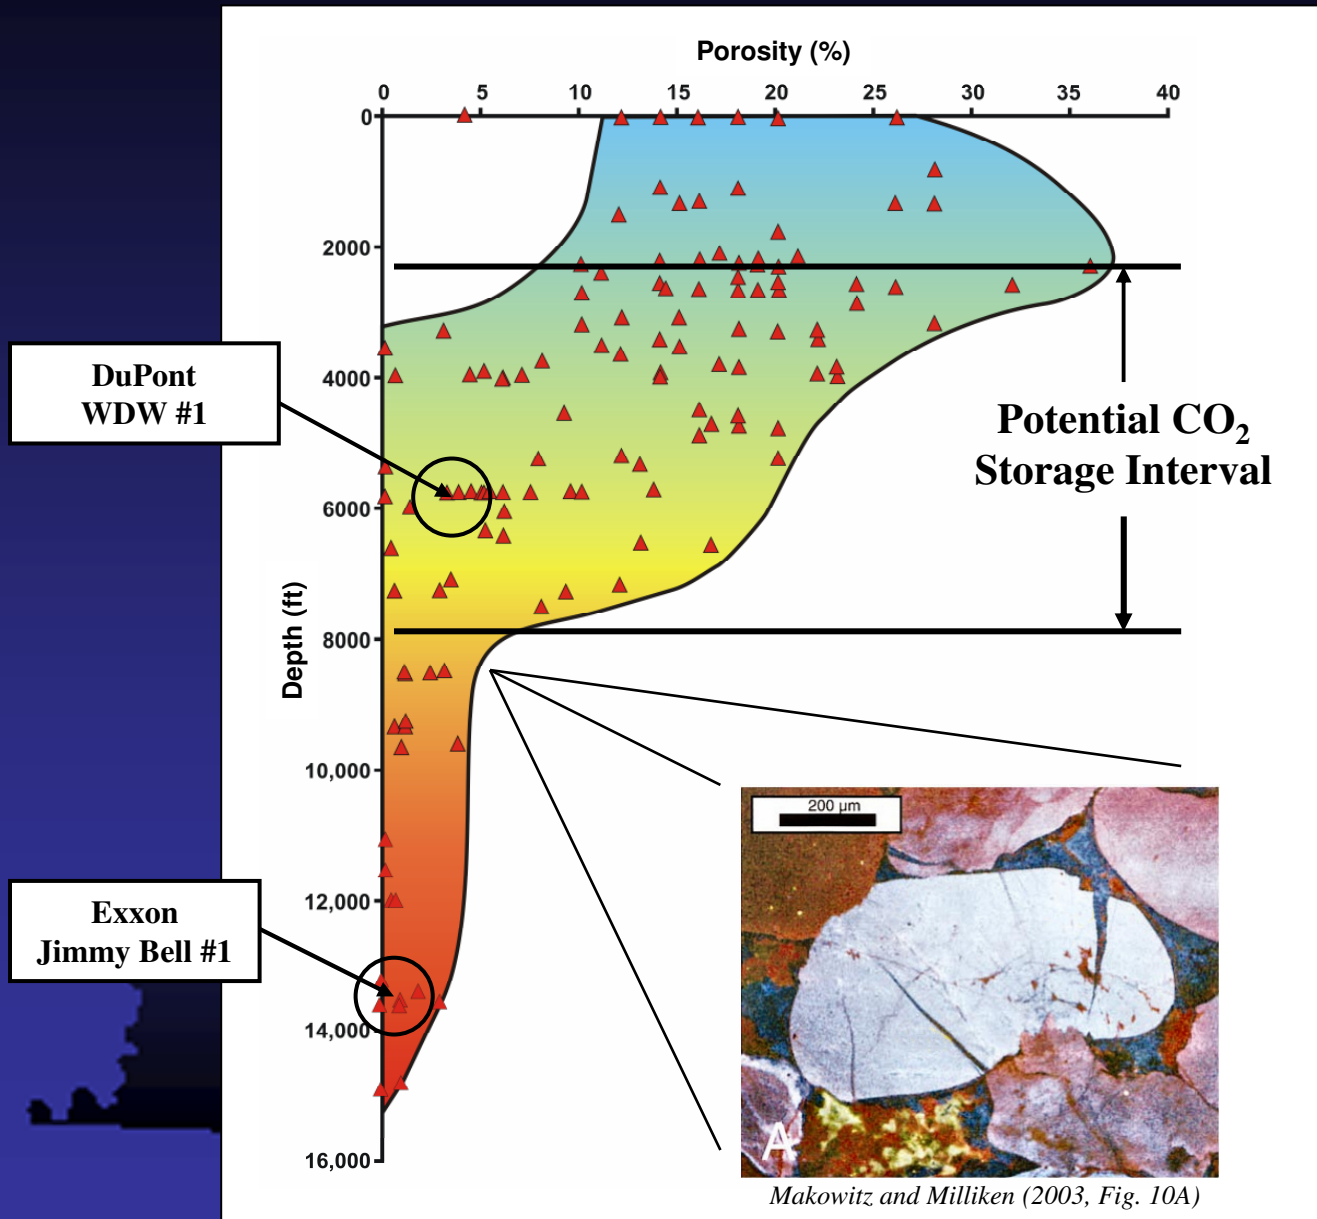 Porosity (%)
0 5 10 15 20 25 30 35 40
0
2000
4000
6000
8000
10,000
12,000
14,000
16,000
Depth (ft)
DuPont
WDW #1
Exxon
Jimmy Bell #1
Potential CO₂
Storage Interval
200 µm
A
Makowitz and Milliken (2003, Fig. 10A)